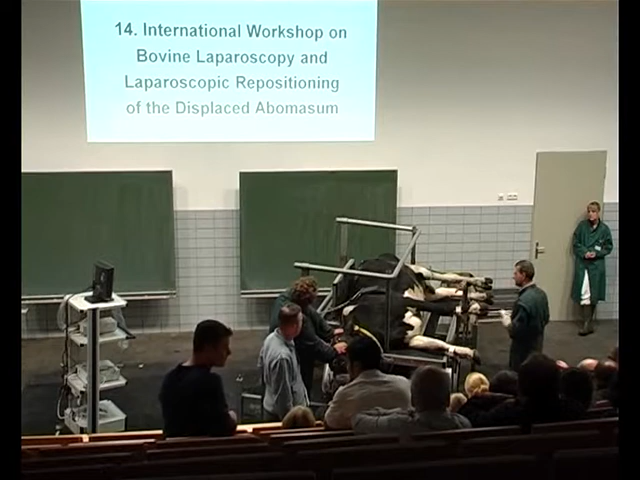 14. International Workshop on
Bovine Laparoscopy and
Laparoscopic Repositioning
of the Displaced Abomasum